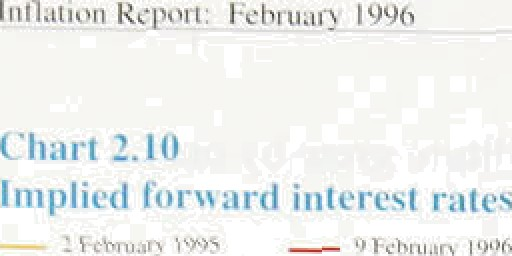 Inflation Report: February 1996
Chart 2.10
Implied forward interest rates
2 February 1995 9 February 1996